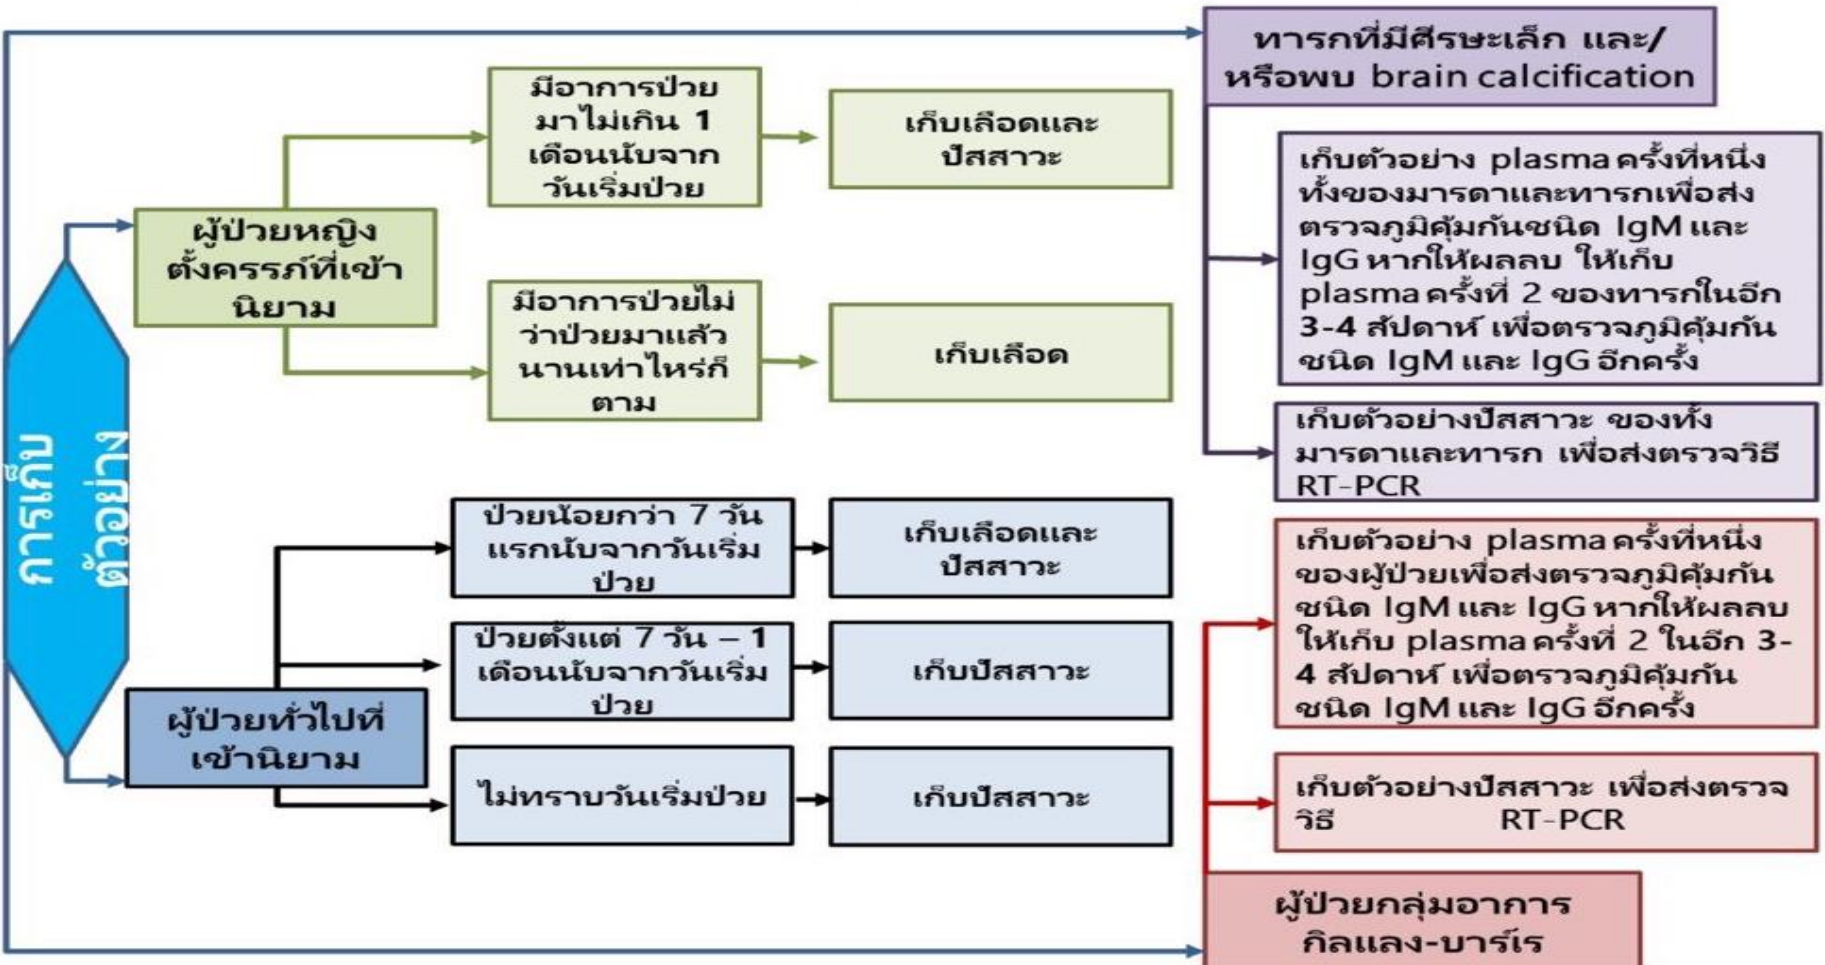 การเก็บ
ตัวอย่าง
ผู้ป่วยหญิง
ตั้งครรภ์ที่เข้า
นิยาม
มีอาการป่วย
มาไม่เกิน 1
เดือนนับจาก
วันเริ่มป่วย
เก็บเลือดและ
ปัสสาวะ
มีอาการป่วยไม่
ว่าป่วยมาแล้ว
นานเท่าไหร่ก็
ตาม
เก็บเลือด
ผู้ป่วยทั่วไปที่
เข้านิยาม
ป่วยน้อยกว่า 7 วัน
แรกนับจากวันเริ่ม
ป่วย
เก็บเลือดและ
ปัสสาวะ
ป่วยตั้งแต่ 7 วัน – 1
เดือนนับจากวันเริ่ม
ป่วย
เก็บปัสสาวะ
ไม่ทราบวันเริ่มป่วย
เก็บปัสสาวะ
ทารกที่มีศีรษะเล็ก และ/
หรือพบ brain calcification
เก็บตัวอย่าง plasma ครั้งที่หนึ่ง
ทั้งของมารดาและทารกเพื่อส่ง
ตรวจภูมิคุ้มกันชนิด IgM และ
IgG หากให้ผลลบ ให้เก็บ
plasma ครั้งที่ 2 ของทารกในอีก
3-4 สัปดาห์ เพื่อตรวจภูมิคุ้มกัน
ชนิด IgM และ IgG อีกครั้ง
เก็บตัวอย่างปัสสาวะ ของทั้ง
มารดาและทารก เพื่อส่งตรวจวิธี
RT-PCR
เก็บตัวอย่าง plasma ครั้งที่หนึ่ง
ของผู้ป่วยเพื่อส่งตรวจภูมิคุ้มกัน
ชนิด IgM และ IgG หากให้ผลลบ
ให้เก็บ plasma ครั้งที่ 2 ในอีก 3-
4 สัปดาห์ เพื่อตรวจภูมิคุ้มกัน
ชนิด IgM และ IgG อีกครั้ง
เก็บตัวอย่างปัสสาวะ เพื่อส่งตรวจ
วิธี RT-PCR
ผู้ป่วยกลุ่มอาการ
กิลแลง-บาร์เร